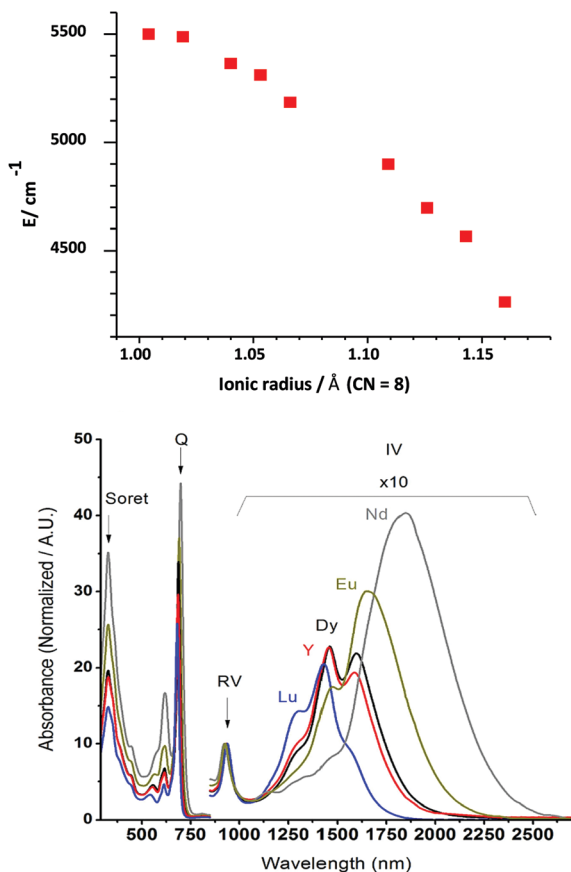 5500
5000
4500
E/ cm -1
1.00 1.05 1.10 1.15
Ionic radius / Å (CN = 8)
50
40
30
20
10
0
Absorbance (Normalized / A.U.)
Q
IV
x10
Soret
Nd
Eu
Dy
Y
RV
Lu
500 750 1000 1250 1500 1750 2000 2250 2500
Wavelength (nm)